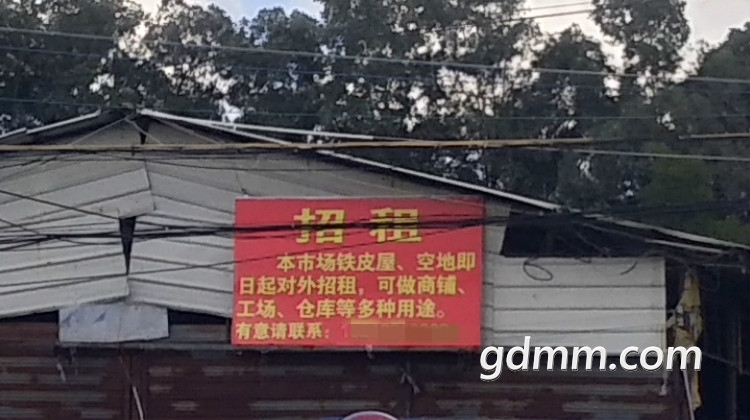 招租
本市场铁皮屋、空地即
日起对外招租，可做商铺、
工场、仓库等多种用途。
有意请联系：
gdmm.com